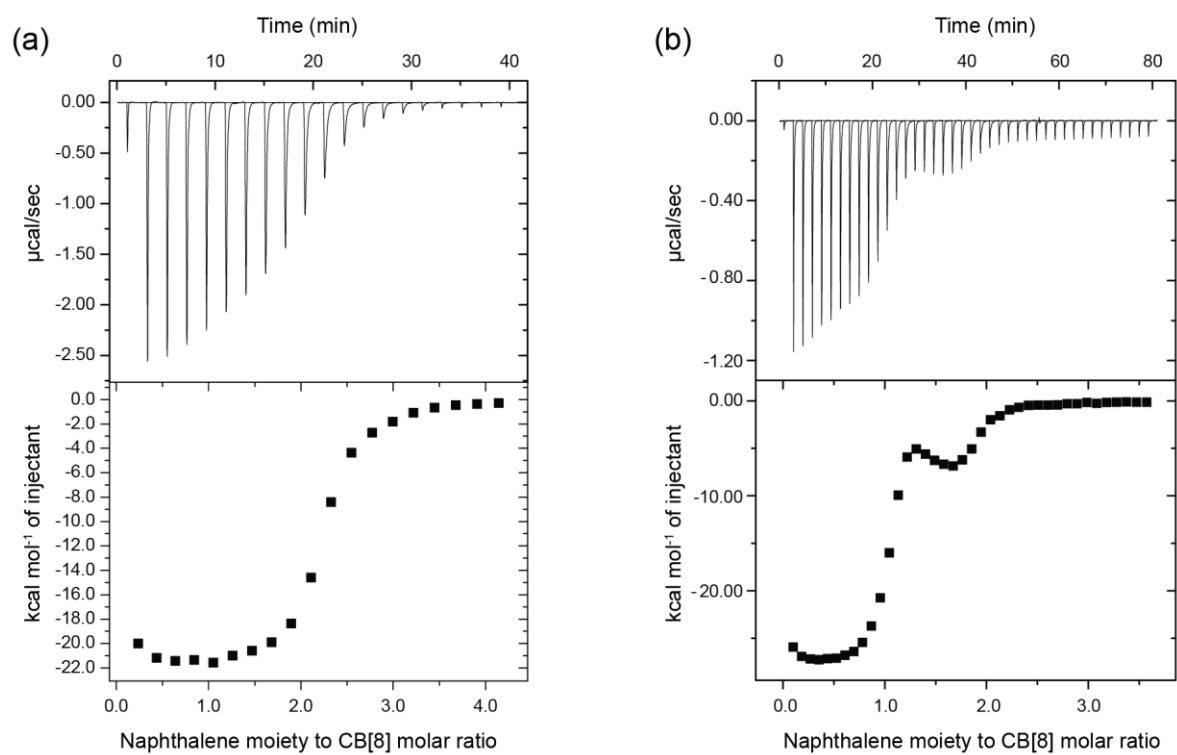 (a)
Time (min)
0 10 20 30 40
0.00
-0.50
-1.00
-1.50
-2.00
-2.50
µcal/sec
0.0
-2.0
-4.0
-6.0
-8.0
-10.0
-12.0
-14.0
-16.0
-18.0
-20.0
-22.0
kcal mol-1 of injectant
0.0 1.0 2.0 3.0 4.0
Naphthalene moiety to CB[8] molar ratio
(b)
Time (min)
0 20 40 60 80
0.00
-0.40
-0.80
-1.20
µcal/sec
0.00
-10.00
-20.00
kcal mol-1 of injectant
0.0 1.0 2.0 3.0
Naphthalene moiety to CB[8] molar ratio